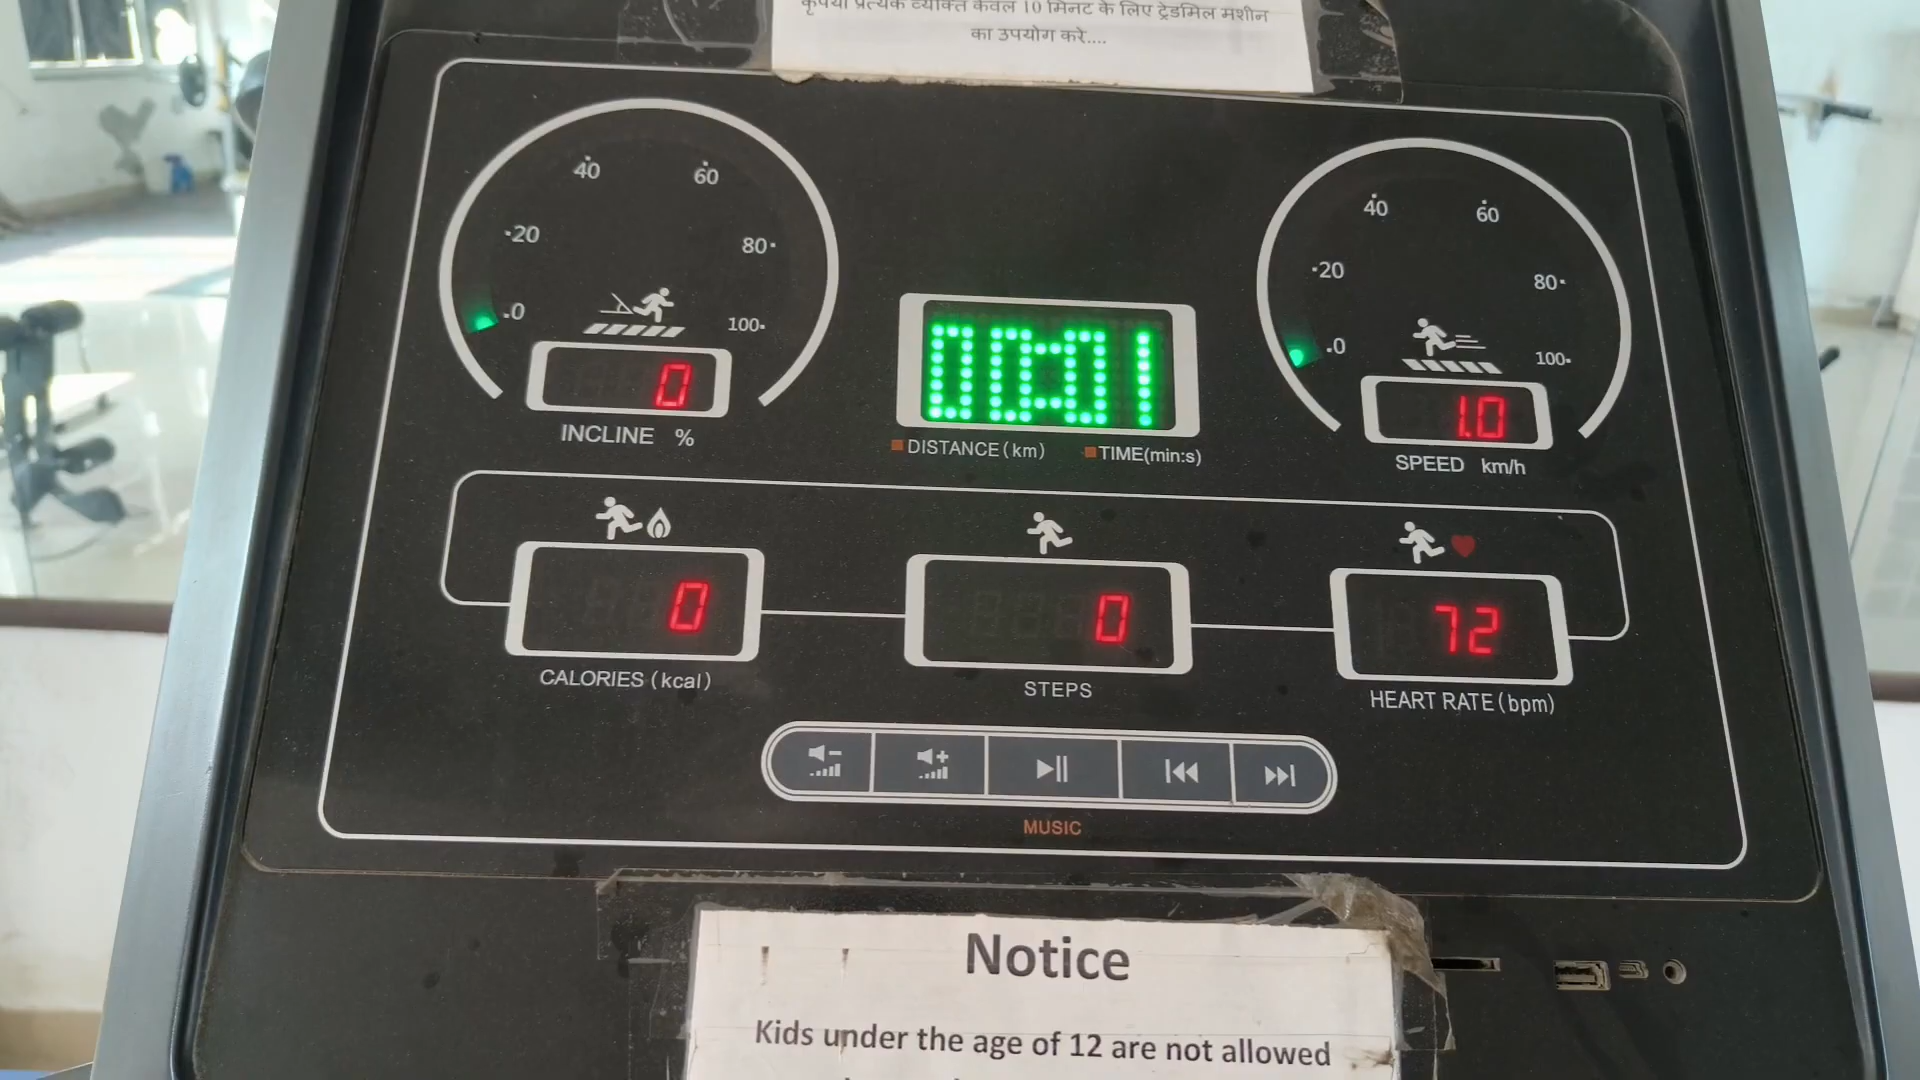 कृपया प्रत्येक व्यक्ति केवल 10 मिनट के लिए ट्रेडमिल मशीन
का उपयोग करे....
40 60
20 80
0 100
0
INCLINE %
00:01
DISTANCE (km) TIME(min:s)
40 60
20 80
0 100
1.0
SPEED km/h
0
CALORIES (kcal)
0
STEPS
72
HEART RATE (bpm)
MUSIC
Notice
Kids under the age of 12 are not allowed